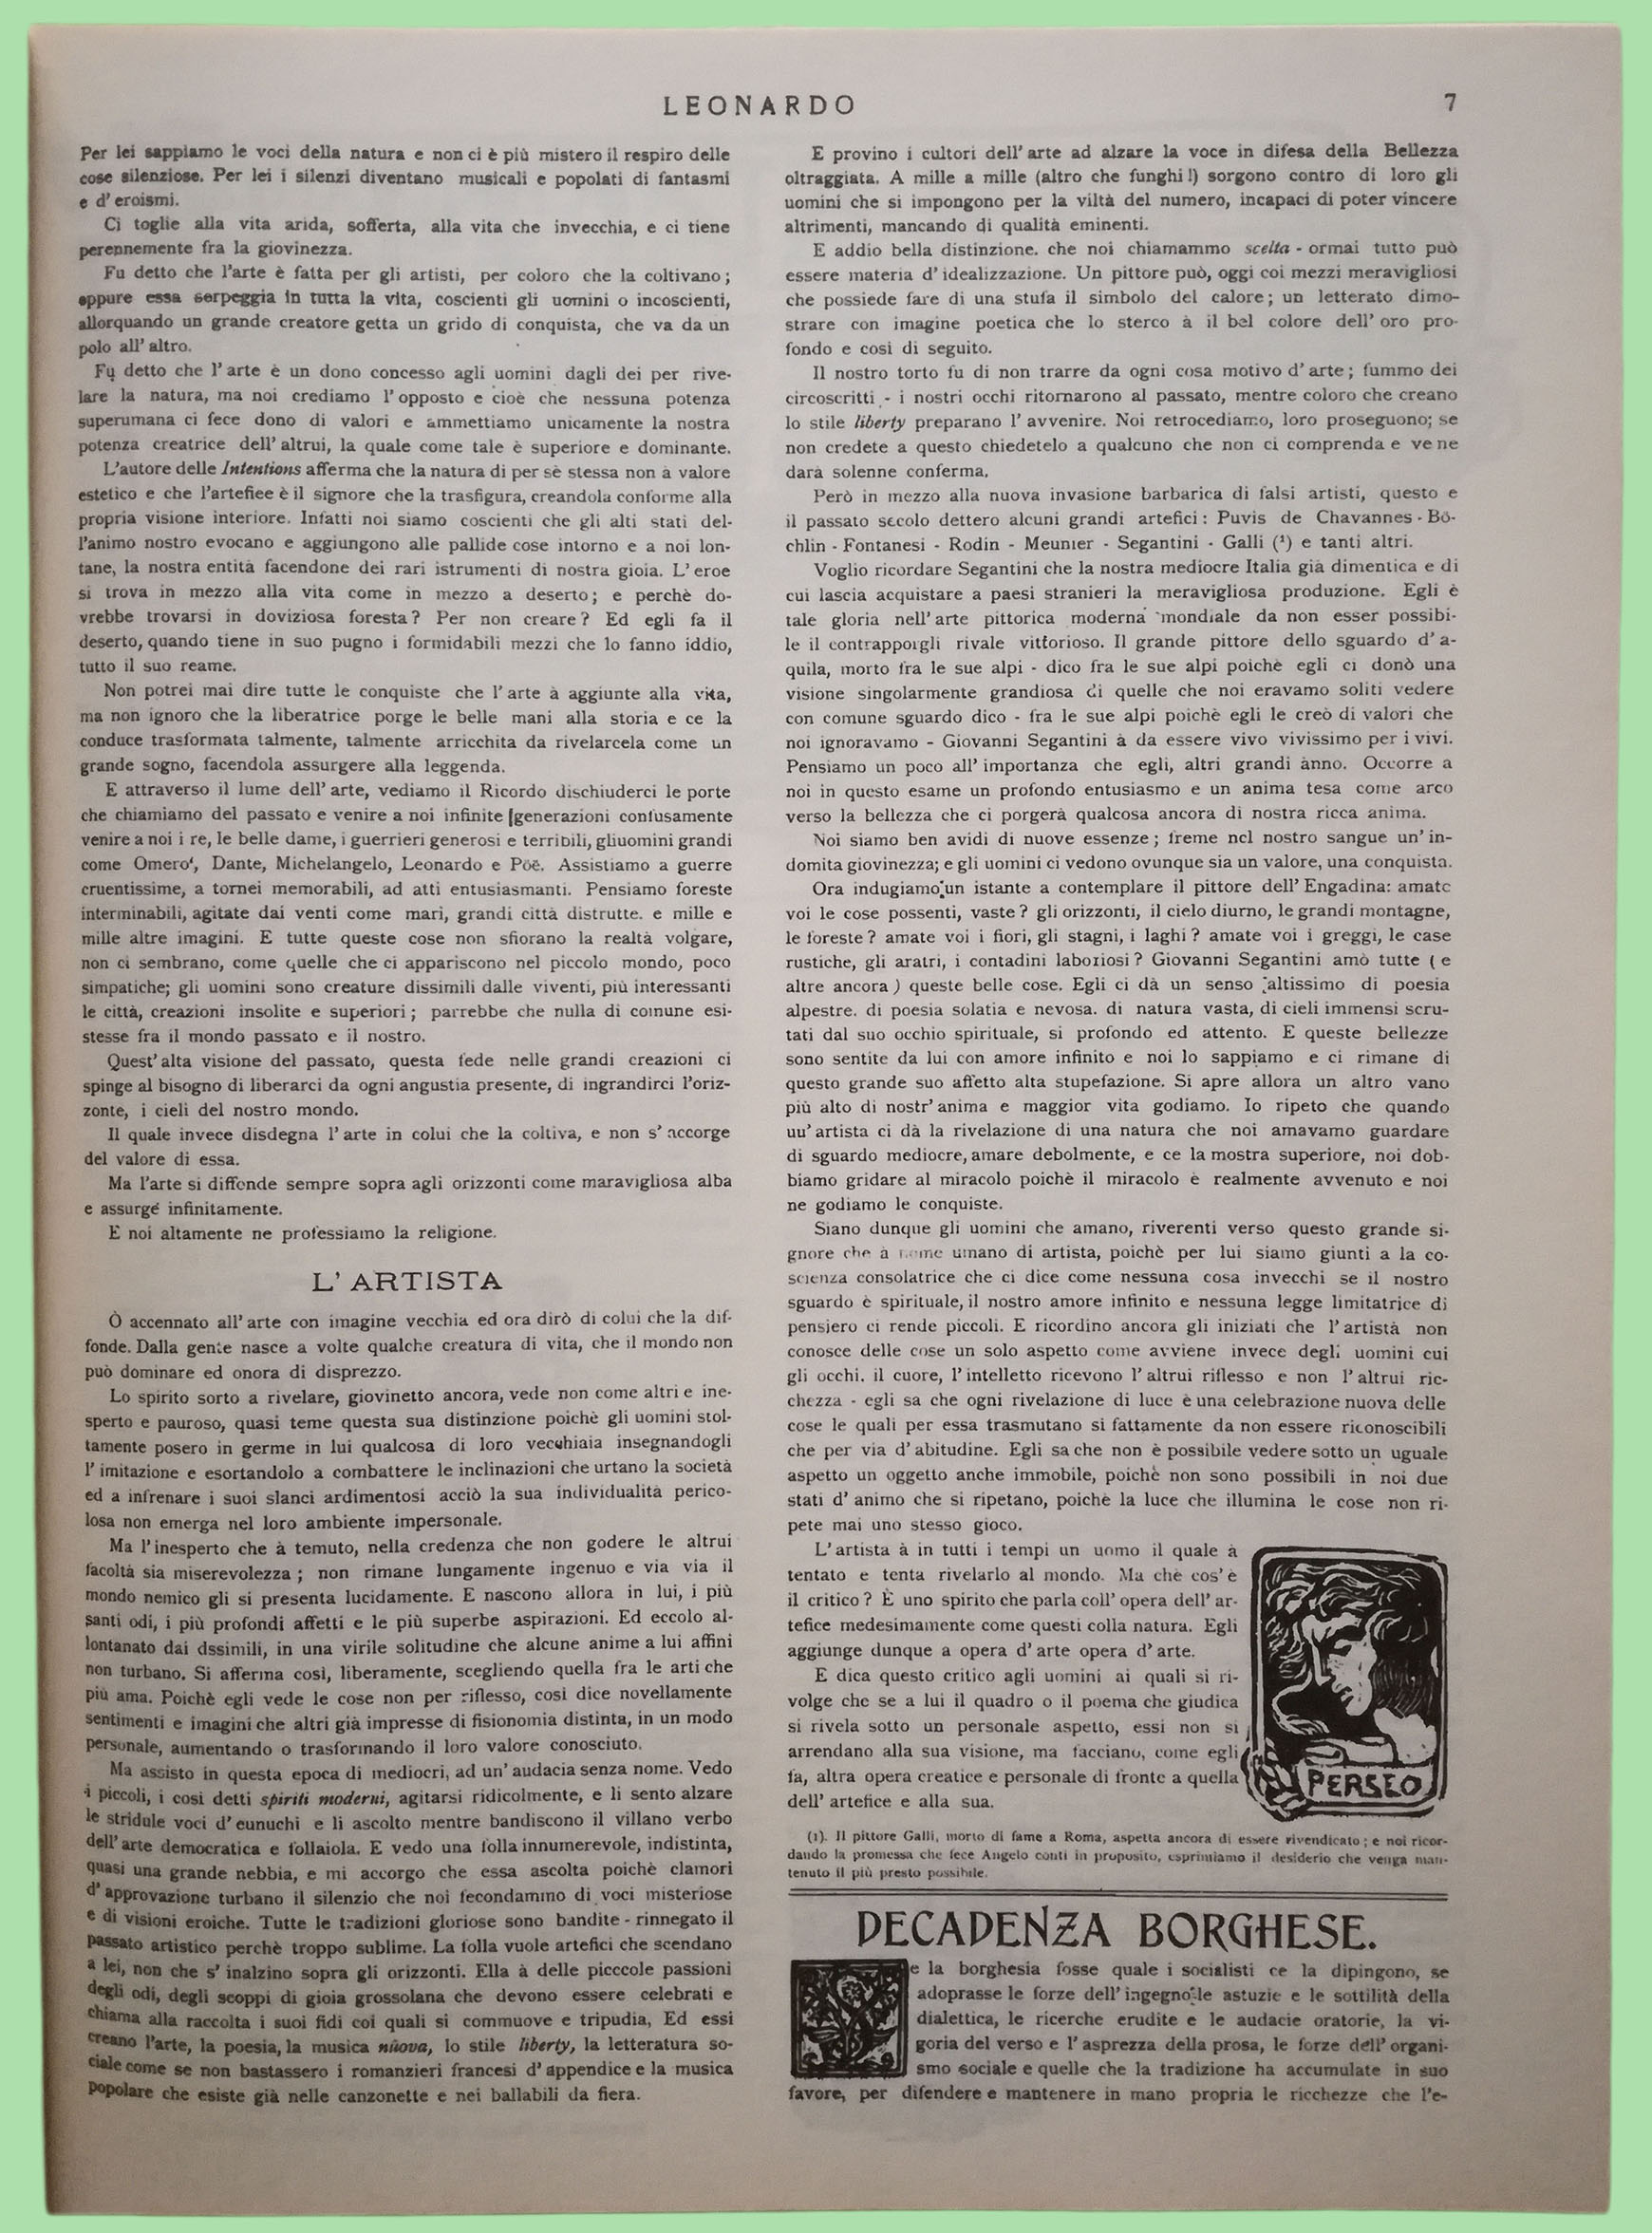 LEONARDO
7
Per lei sappiamo le voci della natura e non ci è più mistero il respiro delle
cose silenziose. Per lei i silenzi diventano musicali e popolati di fantasmi
e d' eroismi.
Ci toglie alla vita arida, sofferta, alla vita che invecchia, e ci tiene
perennemente fra la giovinezza.
Fu detto che l'arte è fatta per gli artisti, per coloro che la coltivano;
eppure essa serpeggia in tutta la vita, coscienti gli uomini o incoscienti,
allorquando un grande creatore getta un grido di conquista, che va da un
polo all' altro.
Fu detto che l' arte è un dono concesso agli uomini dagli dei per rive-
lare la natura, ma noi crediamo l' opposto e cioè che nessuna potenza
superumana ci fece dono di valori e ammettiamo unicamente la nostra
potenza creatrice dell' altrui, la quale come tale è superiore e dominante.
L'autore delle Intentions afferma che la natura di per sè stessa non à valore
estetico e che l'artefiee è il signore che la trasfigura, creandola conforme alla
propria visione interiore. Infatti noi siamo coscienti che gli alti stati del-
l'animo nostro evocano e aggiungono alle pallide cose intorno e a noi lon-
tane, la nostra entità facendone dei rari istrumenti di nostra gioia. L' eroe
si trova in mezzo alla vita come in mezzo a deserto; e perchè do-
vrebbe trovarsi in doviziosa foresta? Per non creare? Ed egli fa il
deserto, quando tiene in suo pugno i formidabili mezzi che lo fanno iddio,
tutto il suo reame.
Non potrei mai dire tutte le conquiste che l' arte à aggiunte alla vita,
ma non ignoro che la liberatrice porge le belle mani alla storia e ce la
conduce trasformata talmente, talmente arricchita da rivelarcela come un
grande sogno, facendola assurgere alla leggenda.
E attraverso il lume dell' arte, vediamo il Ricordo dischiuderci le porte
che chiamiamo del passato e venire a noi infinite [generazioni confusamente
venire a noi i re, le belle dame, i guerrieri generosi e terribili, gliuomini grandi
come Omero', Dante, Michelangelo, Leonardo e Pöë. Assistiamo a guerre
cruentissime, a tornei memorabili, ad atti entusiasmanti. Pensiamo foreste
interminabili, agitate dai venti come mari, grandi città distrutte. e mille e
mille altre imagini. E tutte queste cose non sfiorano la realtà volgare,
non ci sembrano, come quelle che ci appariscono nel piccolo mondo, poco
simpatiche; gli uomini sono creature dissimili dalle viventi, più interessanti
le città, creazioni insolite e superiori; parrebbe che nulla di comune esi-
stesse fra il mondo passato e il nostro.
Quest' alta visione del passato, questa fede nelle grandi creazioni ci
spinge al bisogno di liberarci da ogni angustia presente, di ingrandirci l'oriz-
zonte, i cieli del nostro mondo.
Il quale invece disdegna l' arte in colui che la coltiva, e non s' accorge
del valore di essa.
Ma l'arte si diffonde sempre sopra agli orizzonti come maravigliosa alba
e assurge infinitamente.
E noi altamente ne professiamo la religione.
L' ARTISTA
Ò accennato all' arte con imagine vecchia ed ora dirò di colui che la dif-
fonde. Dalla gente nasce a volte qualche creatura di vita, che il mondo non
può dominare ed onora di disprezzo.
Lo spirito sorto a rivelare, giovinetto ancora, vede non come altri e ine-
sperto e pauroso, quasi teme questa sua distinzione poichè gli uomini stol-
tamente posero in germe in lui qualcosa di loro vecchiaia insegnandogli
l' imitazione e esortandolo a combattere le inclinazioni che urtano la società
ed a infrenare i suoi slanci ardimentosi acciò la sua individualità perico-
losa non emerga nel loro ambiente impersonale.
Ma l' inesperto che à temuto, nella credenza che non godere le altrui
facoltà sia miserevolezza; non rimane lungamente ingenuo e via via il
mondo nemico gli si presenta lucidamente. E nascono allora in lui, i più
santi odi, i più profondi affetti e le più superbe aspirazioni. Ed eccolo al-
lontanato dai dssimili, in una virile solitudine che alcune anime a lui affini
non turbano. Si afferma così, liberamente, scegliendo quella fra le arti che
più ama. Poichè egli vede le cose non per riflesso, così dice novellamente
sentimenti e imagini che altri già impresse di fisionomia distinta, in un modo
personale, aumentando o trasformando il loro valore conosciuto.
Ma assisto in questa epoca di mediocri, ad un' audacia senza nome. Vedo
i piccoli, i così detti spiriti moderni, agitarsi ridicolmente, e li sento alzare
le stridule voci d' eunuchi e li ascolto mentre bandiscono il villano verbo
dell' arte democratica e follaiola. E vedo una folla innumerevole, indistinta,
quasi una grande nebbia, e mi accorgo che essa ascolta poichè clamori
d' approvazione turbano il silenzio che noi fecondammo di voci misteriose
e di visioni eroiche. Tutte le tradizioni gloriose sono bandite - rinnegato il
passato artistico perchè troppo sublime. La folla vuole artefici che scendano
a lei, non che s' inalzino sopra gli orizzonti. Ella à delle picccole passioni
degli odi, degli scoppi di gioia grossolana che devono essere celebrati e
chiama alla raccolta i suoi fidi coi quali si commuove e tripudia, Ed essi
creano l'arte, la poesia, la musica nüova, lo stile liberty, la letteratura so-
ciale come se non bastassero i romanzieri francesi d' appendice e la musica
popolare che esiste già nelle canzonette e nei ballabili da fiera.
E provino i cultori dell' arte ad alzare la voce in difesa della Bellezza
oltraggiata. A mille a mille (altro che funghi!) sorgono contro di loro gli
uomini che si impongono per la viltà del numero, incapaci di poter vincere
altrimenti, mancando di qualità eminenti.
E addio bella distinzione. che noi chiamammo scelta - ormai tutto può
essere materia d' idealizzazione. Un pittore può, oggi coi mezzi meravigliosi
che possiede fare di una stufa il simbolo del calore; un letterato dimo-
strare con imagine poetica che lo sterco à il bel colore dell' oro pro-
fondo e così di seguito.
Il nostro torto fu di non trarre da ogni cosa motivo d' arte; fummo dei
circoscritti - i nostri occhi ritornarono al passato, mentre coloro che creano
lo stile liberty preparano l' avvenire. Noi retrocediamo, loro proseguono; se
non credete a questo chiedetelo a qualcuno che non ci comprenda e ve ne
darà solenne conferma.
Però in mezzo alla nuova invasione barbarica di falsi artisti, questo e
il passato secolo dettero alcuni grandi artefici: Puvis de Chavannes - Bö-
chlin - Fontanesi - Rodin - Meunier - Segantini - Galli (¹) e tanti altri.
Voglio ricordare Segantini che la nostra mediocre Italia già dimentica e di
cui lascia acquistare a paesi stranieri la meravigliosa produzione. Egli è
tale gloria nell' arte pittorica moderna mondiale da non esser possibi-
le il contrapporgli rivale vittorioso. Il grande pittore dello sguardo d' a-
quila, morto fra le sue alpi - dico fra le sue alpi poichè egli ci donò una
visione singolarmente grandiosa di quelle che noi eravamo soliti vedere
con comune sguardo dico - fra le sue alpi poichè egli le creò di valori che
noi ignoravamo - Giovanni Segantini à da essere vivo vivissimo per i vivi.
Pensiamo un poco all' importanza che egli, altri grandi ànno. Occorre a
noi in questo esame un profondo entusiasmo e un anima tesa come arco
verso la bellezza che ci porgerà qualcosa ancora di nostra ricca anima.
Noi siamo ben avidi di nuove essenze; freme nel nostro sangue un' in-
domita giovinezza; e gli uomini ci vedono ovunque sia un valore, una conquista.
Ora indugiamo un istante a contemplare il pittore dell' Engadina: amate
voi le cose possenti, vaste? gli orizzonti, il cielo diurno, le grandi montagne,
le foreste? amate voi i fiori, gli stagni, i laghi? amate voi i greggi, le case
rustiche, gli aratri, i contadini laboriosi? Giovanni Segantini amò tutte ( e
altre ancora ) queste belle cose. Egli ci dà un senso altissimo di poesia
alpestre. di poesia solatia e nevosa. di natura vasta, di cieli immensi scru-
tati dal suo occhio spirituale, si profondo ed attento. E queste bellezze
sono sentite da lui con amore infinito e noi lo sappiamo e ci rimane di
questo grande suo affetto alta stupefazione. Si apre allora un altro vano
più alto di nostr' anima e maggior vita godiamo. Io ripeto che quando
uu' artista ci dà la rivelazione di una natura che noi amavamo guardare
di sguardo mediocre, amare debolmente, e ce la mostra superiore, noi dob-
biamo gridare al miracolo poichè il miracolo è realmente avvenuto e noi
ne godiamo le conquiste.
Siano dunque gli uomini che amano, riverenti verso questo grande si-
gnore che à nome umano di artista, poichè per lui siamo giunti a la co-
scienza consolatrice che ci dice come nessuna cosa invecchi se il nostro
sguardo è spirituale, il nostro amore infinito e nessuna legge limitatrice di
pensiero ci rende piccoli. E ricordino ancora gli iniziati che l' artistà non
conosce delle cose un solo aspetto come avviene invece degli uomini cui
gli occhi. il cuore, l' intelletto ricevono l' altrui riflesso e non l' altrui ric-
chezza - egli sa che ogni rivelazione di luce è una celebrazione nuova delle
cose le quali per essa trasmutano si fattamente da non essere riconoscibili
che per via d' abitudine. Egli sa che non è possibile vedere sotto un uguale
aspetto un oggetto anche immobile, poichè non sono possibili in noi due
stati d' animo che si ripetano, poichè la luce che illumina le cose non ri-
pete mai uno stesso gioco.
L' artista à in tutti i tempi un uomo il quale à
tentato e tenta rivelarlo al mondo. Ma chè cos' è
il critico? È uno spirito che parla coll' opera dell' ar-
tefice medesimamente come questi colla natura. Egli
aggiunge dunque a opera d' arte opera d' arte.
E dica questo critico agli uomini ai quali si ri-
volge che se a lui il quadro o il poema che giudica
si rivela sotto un personale aspetto, essi non si
arrendano alla sua visione, ma facciano, come egli
fa, altra opera creatice e personale di fronte a quella
dell' artefice e alla sua.
PERSEO
(1). Il pittore Galli, morto di fame a Roma, aspetta ancora di essere rivendicato; e noi ricor-
dando la promessa che fece Angelo conti in proposito, esprimiamo il desiderio che venga man-
tenuto il più presto possibile.
DECADENZA BORGHESE.
Se la borghesia fosse quale i socialisti ce la dipingono, se
adoprasse le forze dell' ingegno le astuzie e le sottilità della
dialettica, le ricerche erudite e le audacie oratorie, la vi-
goria del verso e l' asprezza della prosa, le forze dell' organi-
smo sociale e quelle che la tradizione ha accumulate in suo
favore, per difendere e mantenere in mano propria le ricchezze che l'e-